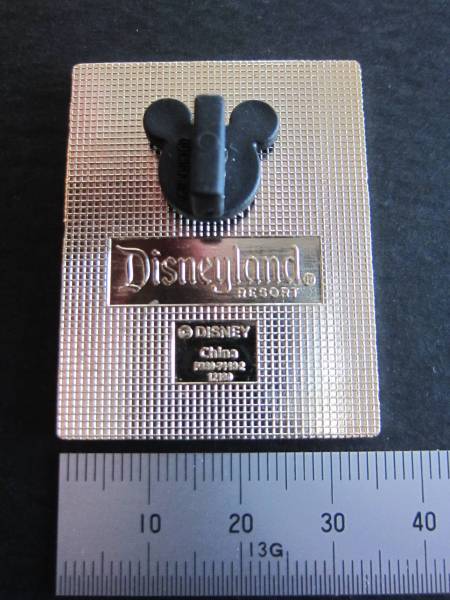 Disneyland®
RESORT
© DISNEY
China
10 20 30 40
13G